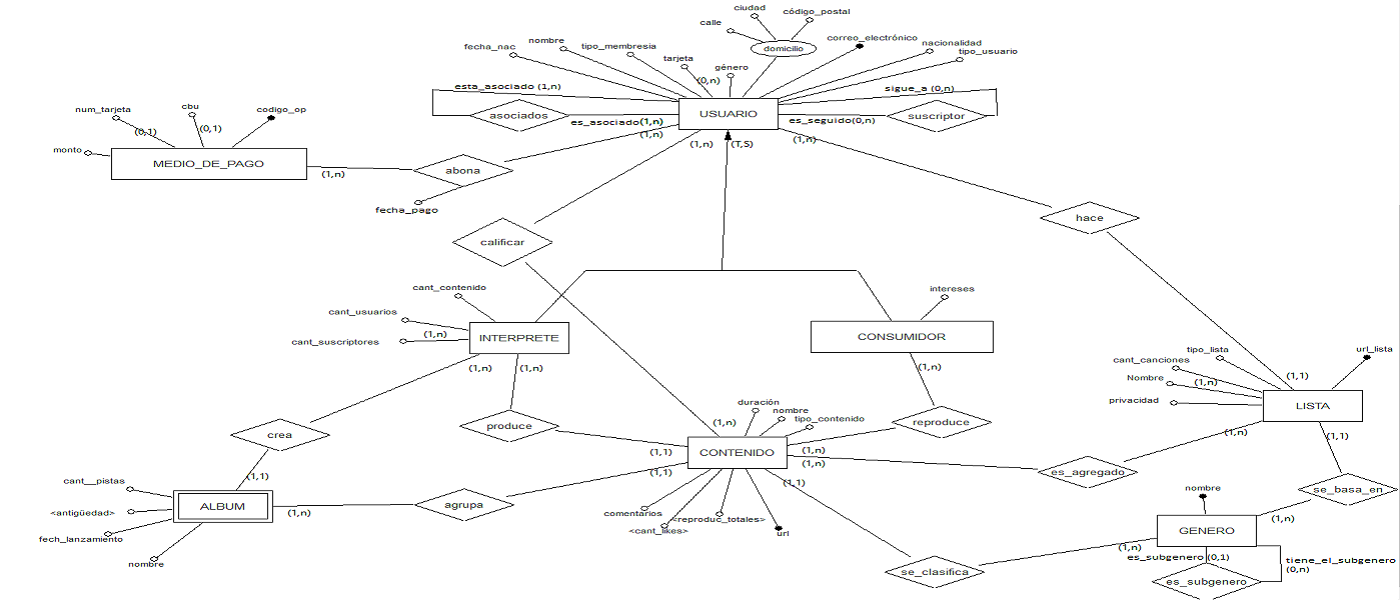 ciudad
código_postal
calle
domicilio
correo_electrónico
nacionalidad
tipo_usuario
fecha_nac
nombre
tipo_membresia
tarjeta
(0,n)
género
esta_asociado (1,n)
asociados
es_asociado(1,n)
(1,n)
USUARIO
sigue_a (0,n)
es_seguido(0,n)
suscriptor
(1,n)
(1,n)
(T,S)
num_tarjeta
(0,1)
cbu
(0,1)
codigo_op
monto
MEDIO_DE_PAGO
(1,n)
abona
fecha_pago
calificar
hace
cant_contenido
cant_usuarios
cant_suscriptores
(1,n)
INTERPRETE
(1,n)
(1,n)
intereses
CONSUMIDOR
(1,n)
url_lista
tipo_lista
cant_canciones
Nombre
(1,n)
privacidad
(1,1)
LISTA
(1,n)
(1,1)
crea
produce
reproduce
duración
nombre
tipo_contenido
(1,n)
(1,1)
(1,1)
CONTENIDO
(1,n)
(1,n)
(1,1)
es_agregado
se_basa_en
(1,1)
cant__pistas
<antigüedad>
fech_lanzamiento
nombre
ALBUM
(1,n)
agrupa
comentarios
<cant_likes>
<reproduc_totales>
url
nombre
GENERO
(1,n)
(1,n)
se_clasifica
es_subgenero (0,1)
es_subgenero
tiene_el_subgenero
(0,n)